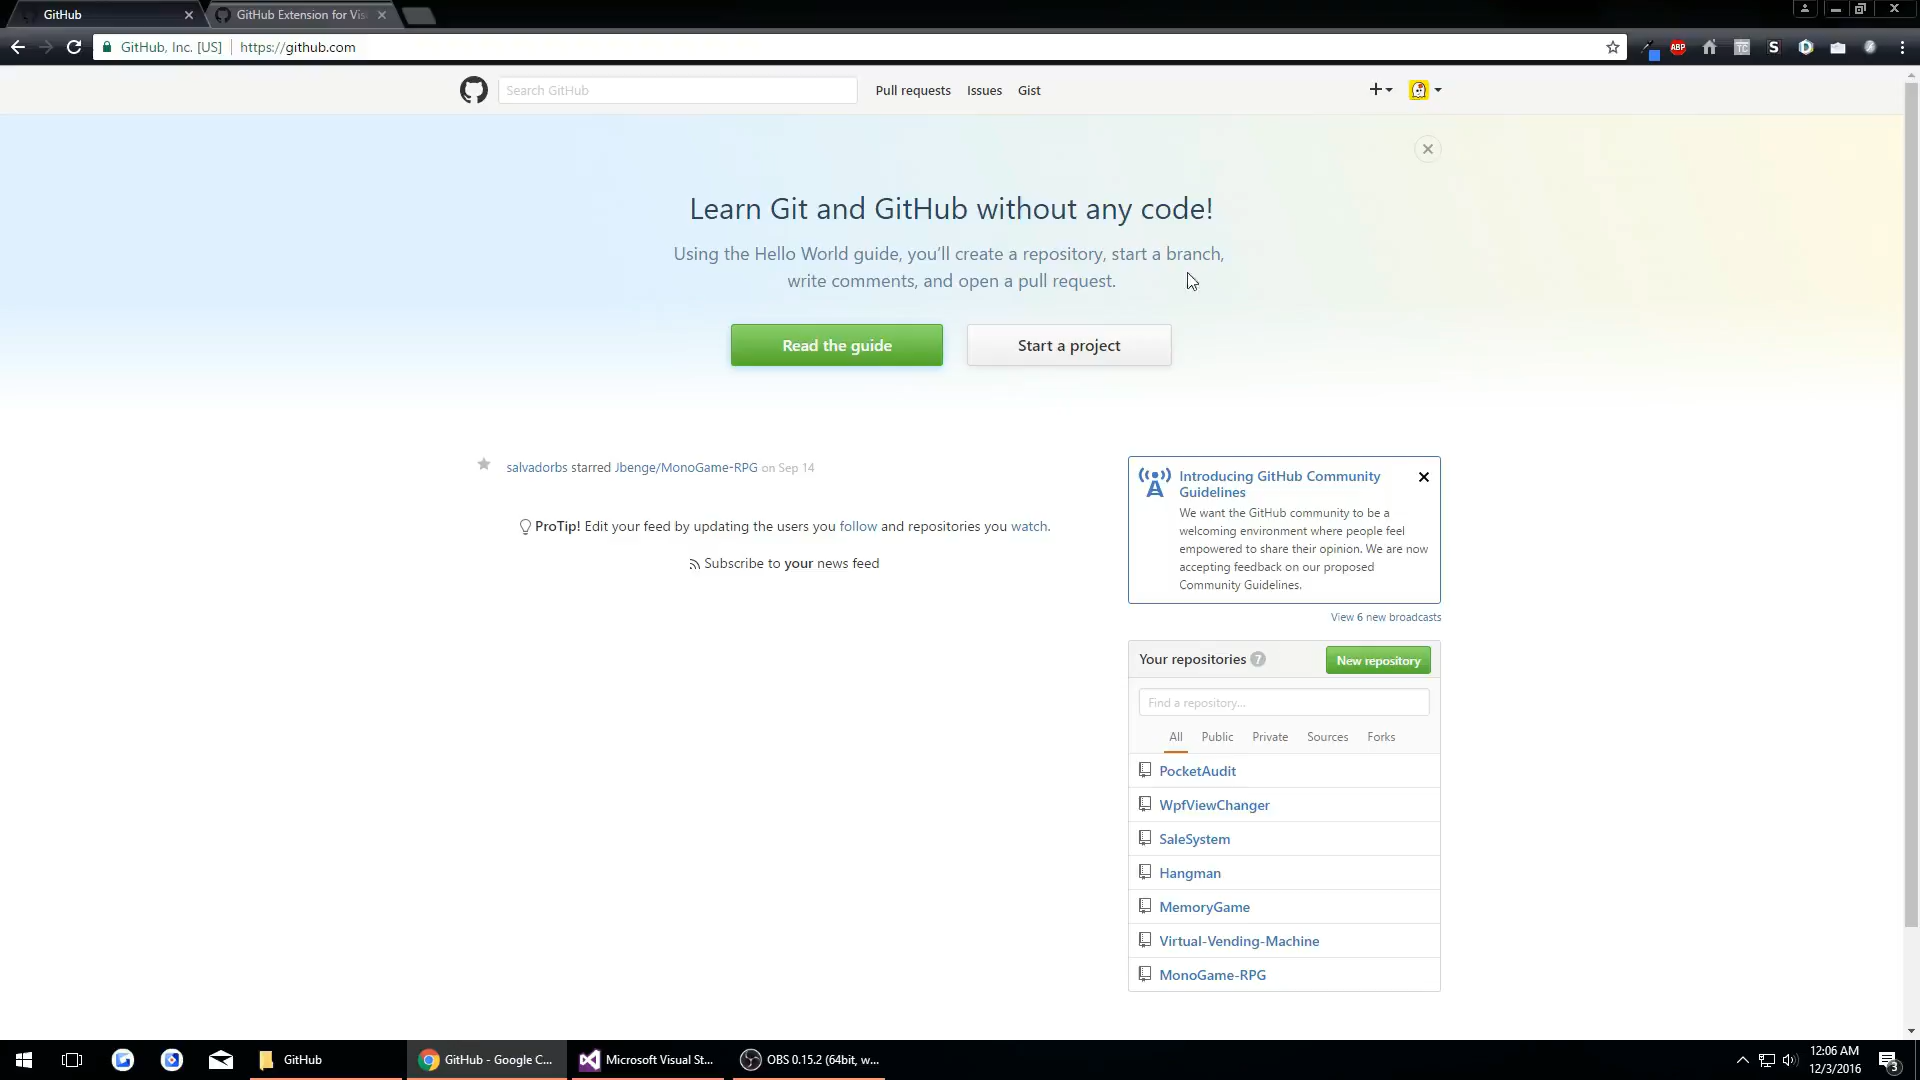 GitHub
GitHub Extension for Vis
GitHub, Inc. [US]
https://github.com
ABP
TC
S
Search GitHub
Pull requests
Issues
Gist
Learn Git and GitHub without any code!
Using the Hello World guide, you’ll create a repository, start a branch,
write comments, and open a pull request.
Read the guide
Start a project
salvadorbs starred Jbenge/MonoGame-RPG on Sep 14
ProTip! Edit your feed by updating the users you follow and repositories you watch.
Subscribe to your news feed
Introducing GitHub Community
Guidelines
We want the GitHub community to be a
welcoming environment where people feel
empowered to share their opinion. We are now
accepting feedback on our proposed
Community Guidelines.
View 6 new broadcasts
Your repositories 7
New repository
Find a repository...
All
Public
Private
Sources
Forks
PocketAudit
WpfViewChanger
SaleSystem
Hangman
MemoryGame
Virtual-Vending-Machine
MonoGame-RPG
GitHub
GitHub - Google C...
Microsoft Visual St...
OBS 0.15.2 (64bit, w...
12:06 AM
12/3/2016
3